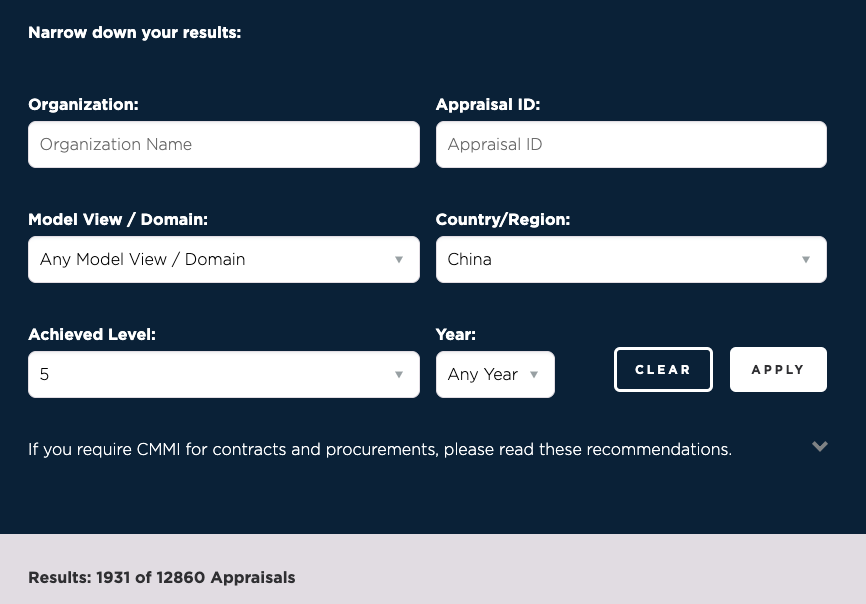 Narrow down your results:
Organization: Appraisal ID:
Organization Name Appraisal ID
Model View / Domain: Country/Region:
Any Model View / Domain China
Achieved Level: Year:
5 Any Year CLEAR APPLY
If you require CMMI for contracts and procurements, please read these recommendations.
Results: 1931 of 12860 Appraisals